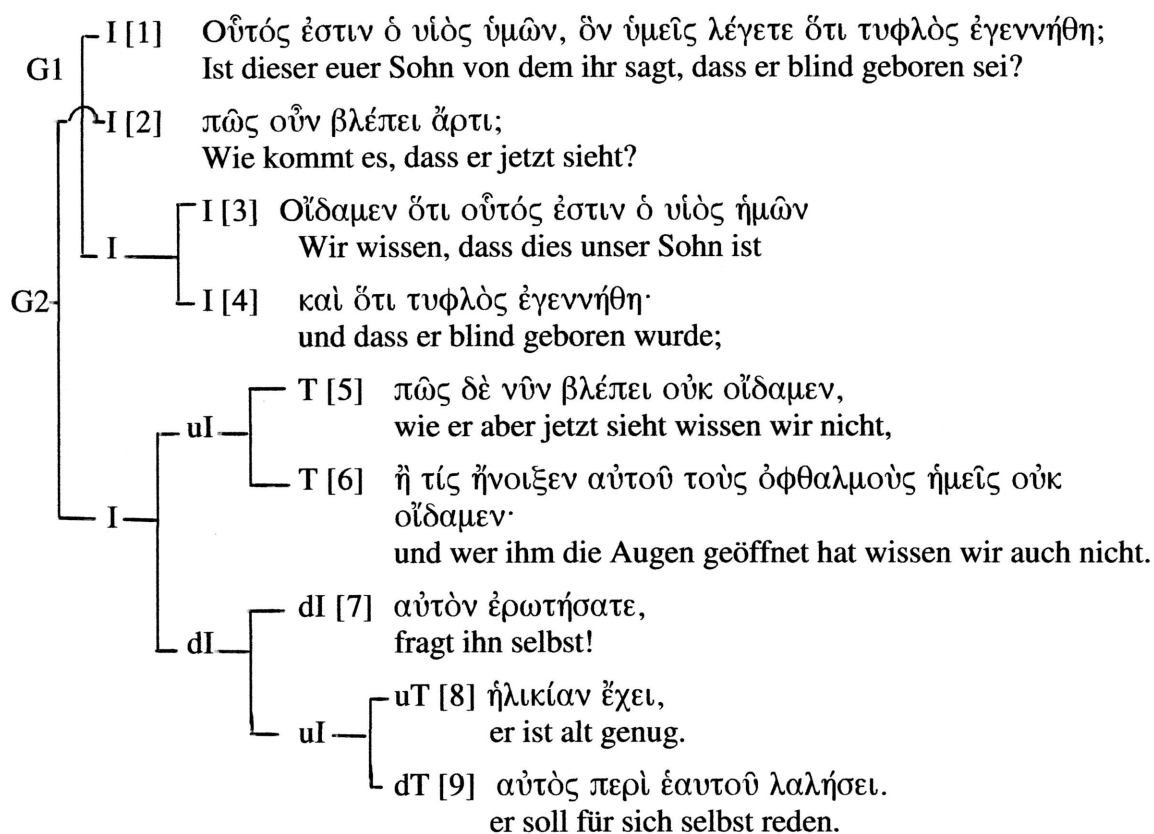 I [1] Οὗτός ἐστιν ὁ υἱὸς ὑμῶν, ὃν ὑμεῖς λέγετε ὅτι τυφλὸς ἐγεννήθη;
G1
Ist dieser euer Sohn von dem ihr sagt, dass er blind geboren sei?
I [2] πῶς οὖν βλέπει ἄρτι;
Wie kommt es, dass er jetzt sieht?
I [3] Οἴδαμεν ὅτι οὗτός ἐστιν ὁ υἱὸς ἡμῶν
Wir wissen, dass dies unser Sohn ist
I
I [4] καὶ ὅτι τυφλὸς ἐγεννήθη·
G2
und dass er blind geboren wurde;
T [5] πῶς δὲ νῦν βλέπει οὐκ οἴδαμεν,
wie er aber jetzt sieht wissen wir nicht,
uI
T [6] ἢ τίς ἤνοιξεν αὐτοῦ τοὺς ὀφθαλμοὺς ἡμεῖς οὐκ
οἴδαμεν·
I
und wer ihm die Augen geöffnet hat wissen wir auch nicht.
dI [7] αὐτὸν ἐρωτήσατε,
fragt ihn selbst!
dI
uT [8] ἡλικίαν ἔχει,
er ist alt genug.
uI
dT [9] αὐτὸς περὶ ἑαυτοῦ λαλήσει.
er soll für sich selbst reden.